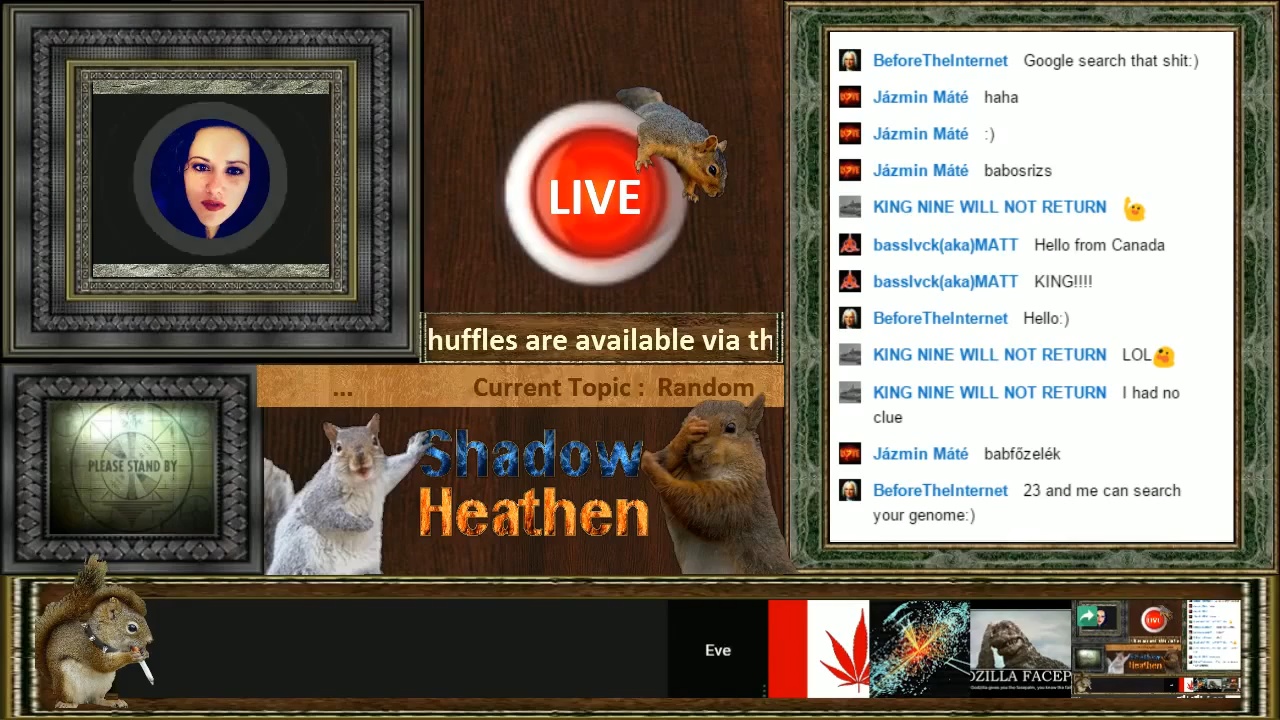 LIVE
huffles are available via th
... Current Topic : Random
PLEASE STAND BY
Shadow
Heathen
BeforeTheInternet Google search that shit:)
Jázmin Máté haha
Jázmin Máté :)
Jázmin Máté babosrizs
KING NINE WILL NOT RETURN
basslvck(aka)MATT Hello from Canada
basslvck(aka)MATT KING!!!!
BeforeTheInternet Hello:)
KING NINE WILL NOT RETURN LOL
KING NINE WILL NOT RETURN I had no
clue
Jázmin Máté babfőzelék
BeforeTheInternet 23 and me can search
your genome:)
Eve
OZILLA FACEP
LIVE
Heathen